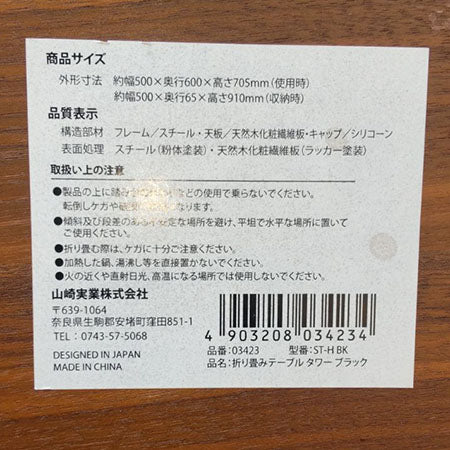 商品サイズ
外形寸法 約幅500×奥行600×高さ705mm(使用時)
約幅500×奥行65×高さ910mm(収納時)
品質表示
構造部材 フレーム/スチール・天板/天然木化粧繊維板・キャップ/シリコーン
表面処理 スチール(粉体塗装)・天然木化粧繊維板(ラッカー塗装)
取扱い上の注意
●製品の上に踏み などの使用で乗らないでください。
転倒しケガや破 になります。
●傾斜及び段差のある不安定な場所を避け、平坦で水平な場所に置いて
ご使用ください。
●折り畳む際は、ケガに十分ご注意ください。
●加熱した鍋、湯沸し等を直接置かないでください。
●火の近くや直射日光、高温になる場所では使用しないでください。
山崎実業株式会社
〒639-1064
奈良県生駒郡安堵町窪田851-1
TEL:0743-57-5068
DESIGNED IN JAPAN
MADE IN CHINA
4 903208 034234
品番:03423 型番:ST-H BK
品名:折り畳みテーブル タワー ブラック